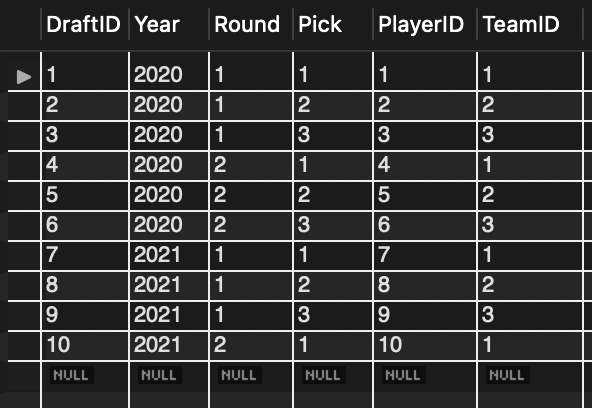 DraftID Year Round Pick PlayerID TeamID
1 2020 1 1 1 1
2 2020 1 2 2 2
3 2020 1 3 3 3
4 2020 2 1 4 1
5 2020 2 2 5 2
6 2020 2 3 6 3
7 2021 1 1 7 1
8 2021 1 2 8 2
9 2021 1 3 9 3
10 2021 2 1 10 1
NULL NULL NULL NULL NULL NULL